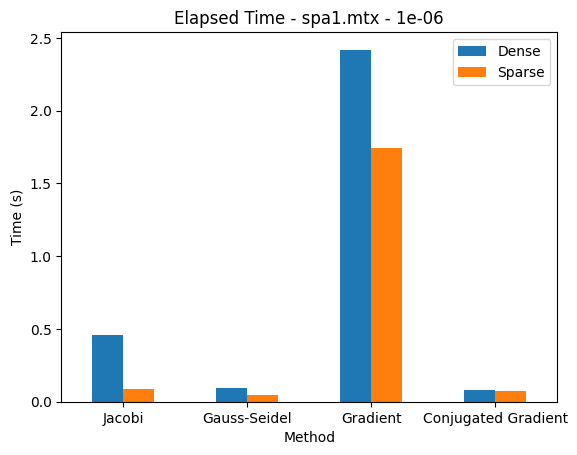 Elapsed Time - spa1.mtx - 1e-06
Dense
Sparse
Time (s)
2.5
2.0
1.5
1.0
0.5
0.0
Jacobi
Gauss-Seidel
Gradient
Conjugated Gradient
Method